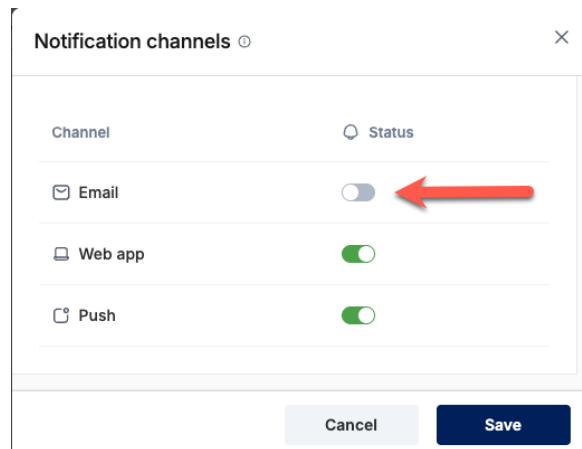 Notification channels
Channel Status
Email
Web app
Push
Cancel Save